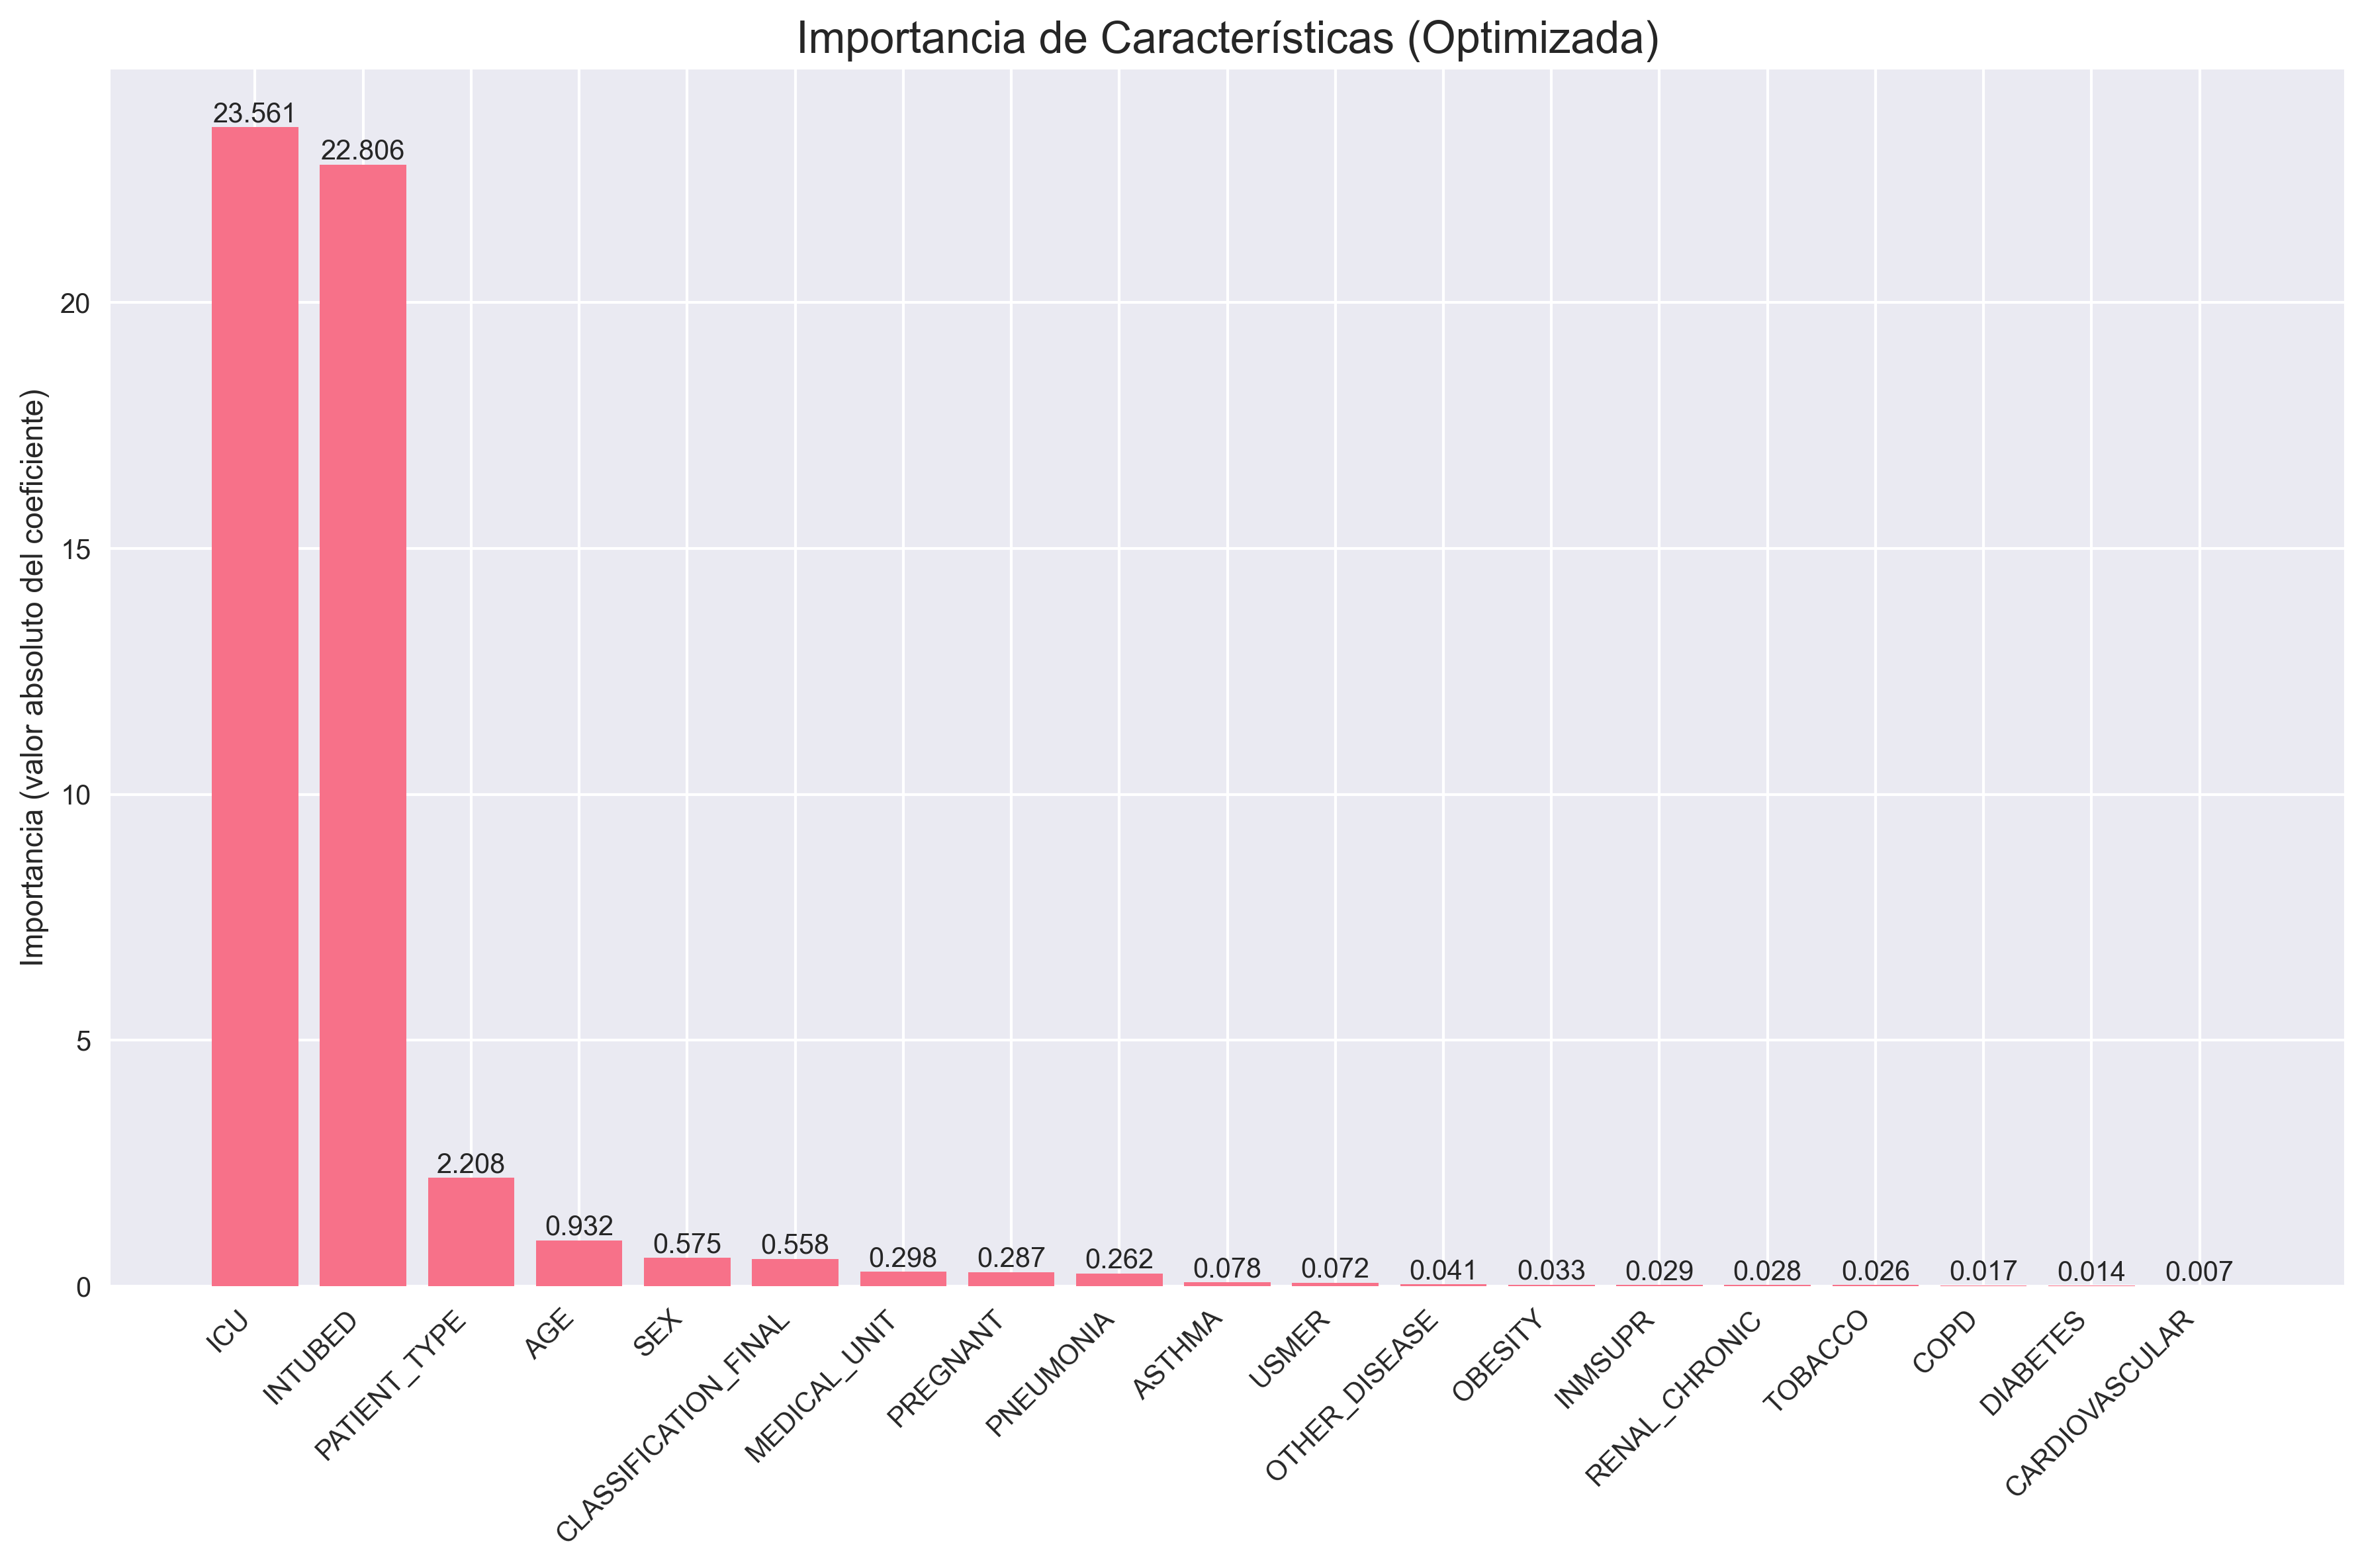 Importancia de Características (Optimizada)
Importancia (valor absoluto del coeficiente)
20
15
10
5
0
23.561
22.806
2.208
0.932
0.575
0.558
0.298
0.287
0.262
0.078
0.072
0.041
0.033
0.029
0.028
0.026
0.017
0.014
0.007
ICU
INTUBED
PATIENT_TYPE
AGE
SEX
CLASSIFICATION_FINAL
MEDICAL_UNIT
PREGNANT
PNEUMONIA
ASTHMA
USMER
OTHER_DISEASE
OBESITY
INMSUPR
RENAL_CHRONIC
TOBACCO
COPD
DIABETES
CARDIOVASCULAR